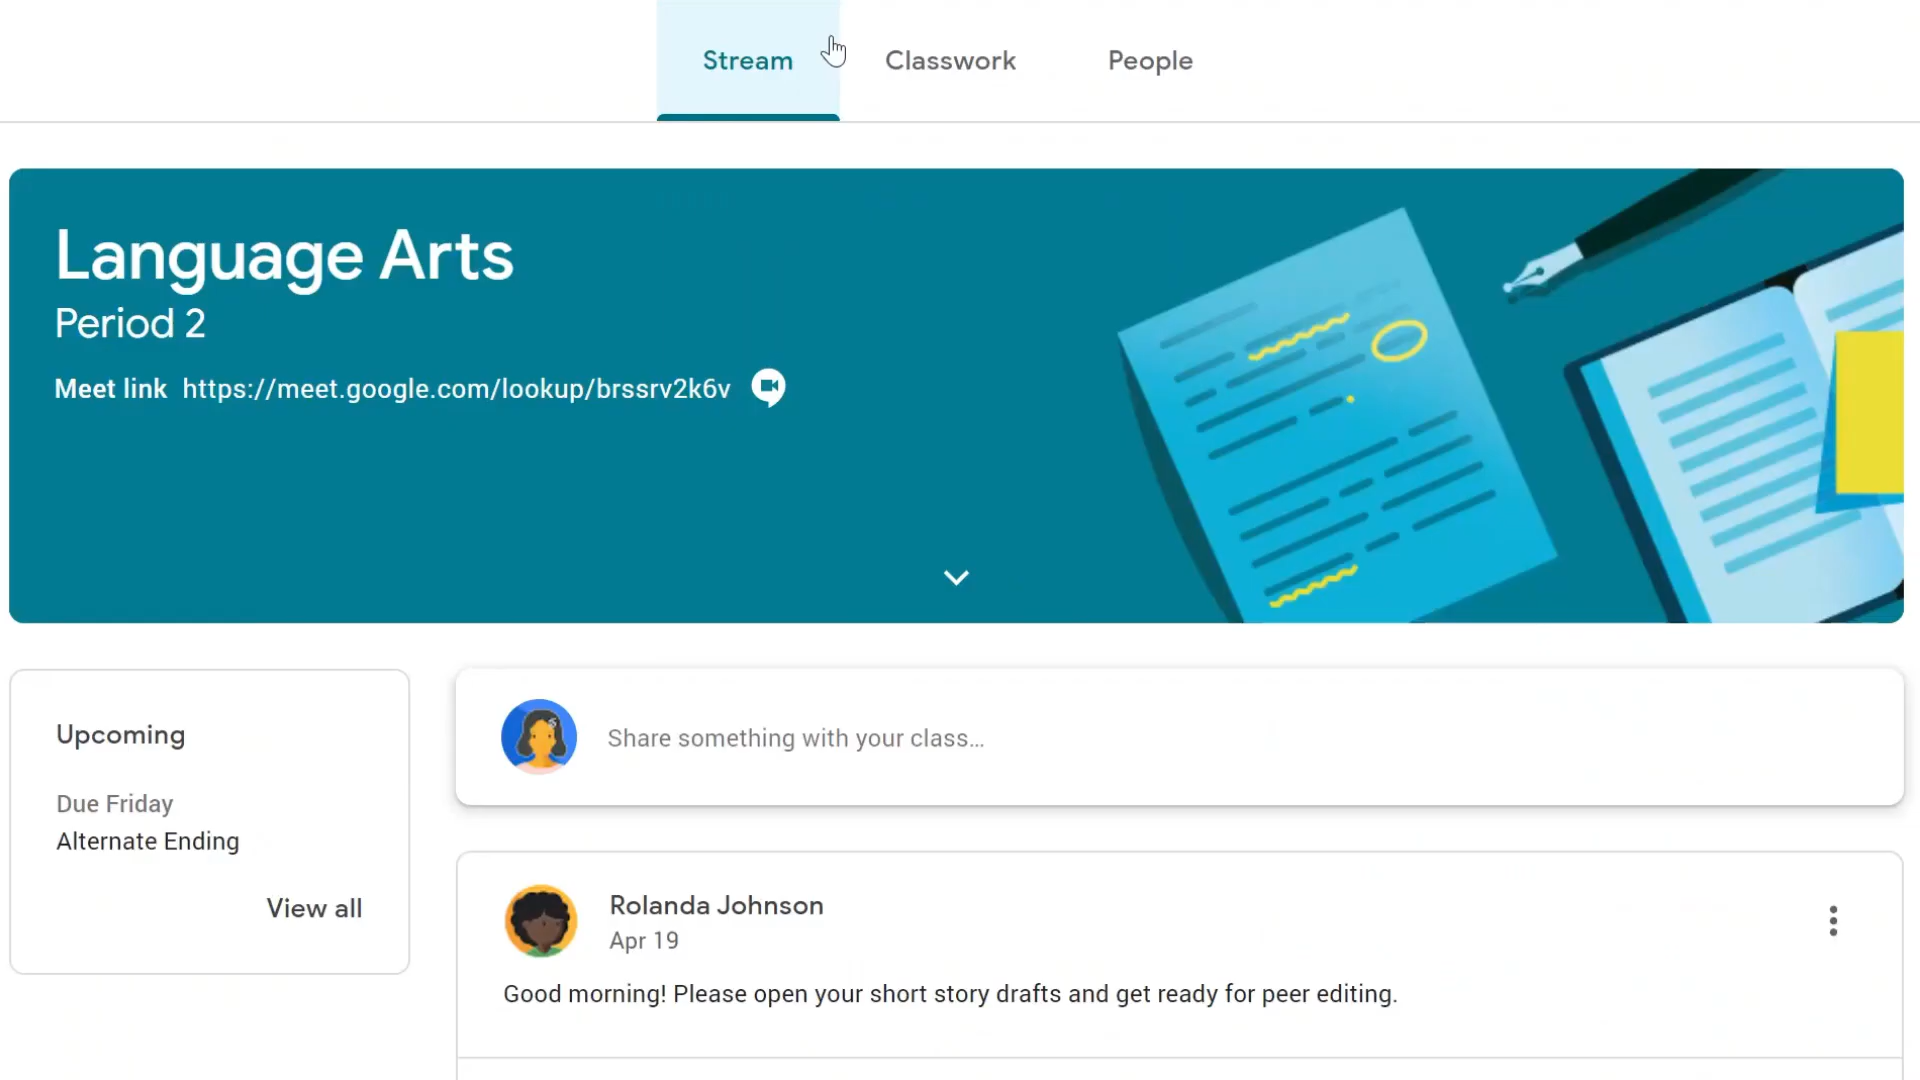 Stream Classwork People
Language Arts
Period 2
Meet link https://meet.google.com/lookup/brssrv2k6v
Upcoming
Due Friday
Alternate Ending
View all
Share something with your class...
Rolanda Johnson
Apr 19
Good morning! Please open your short story drafts and get ready for peer editing.